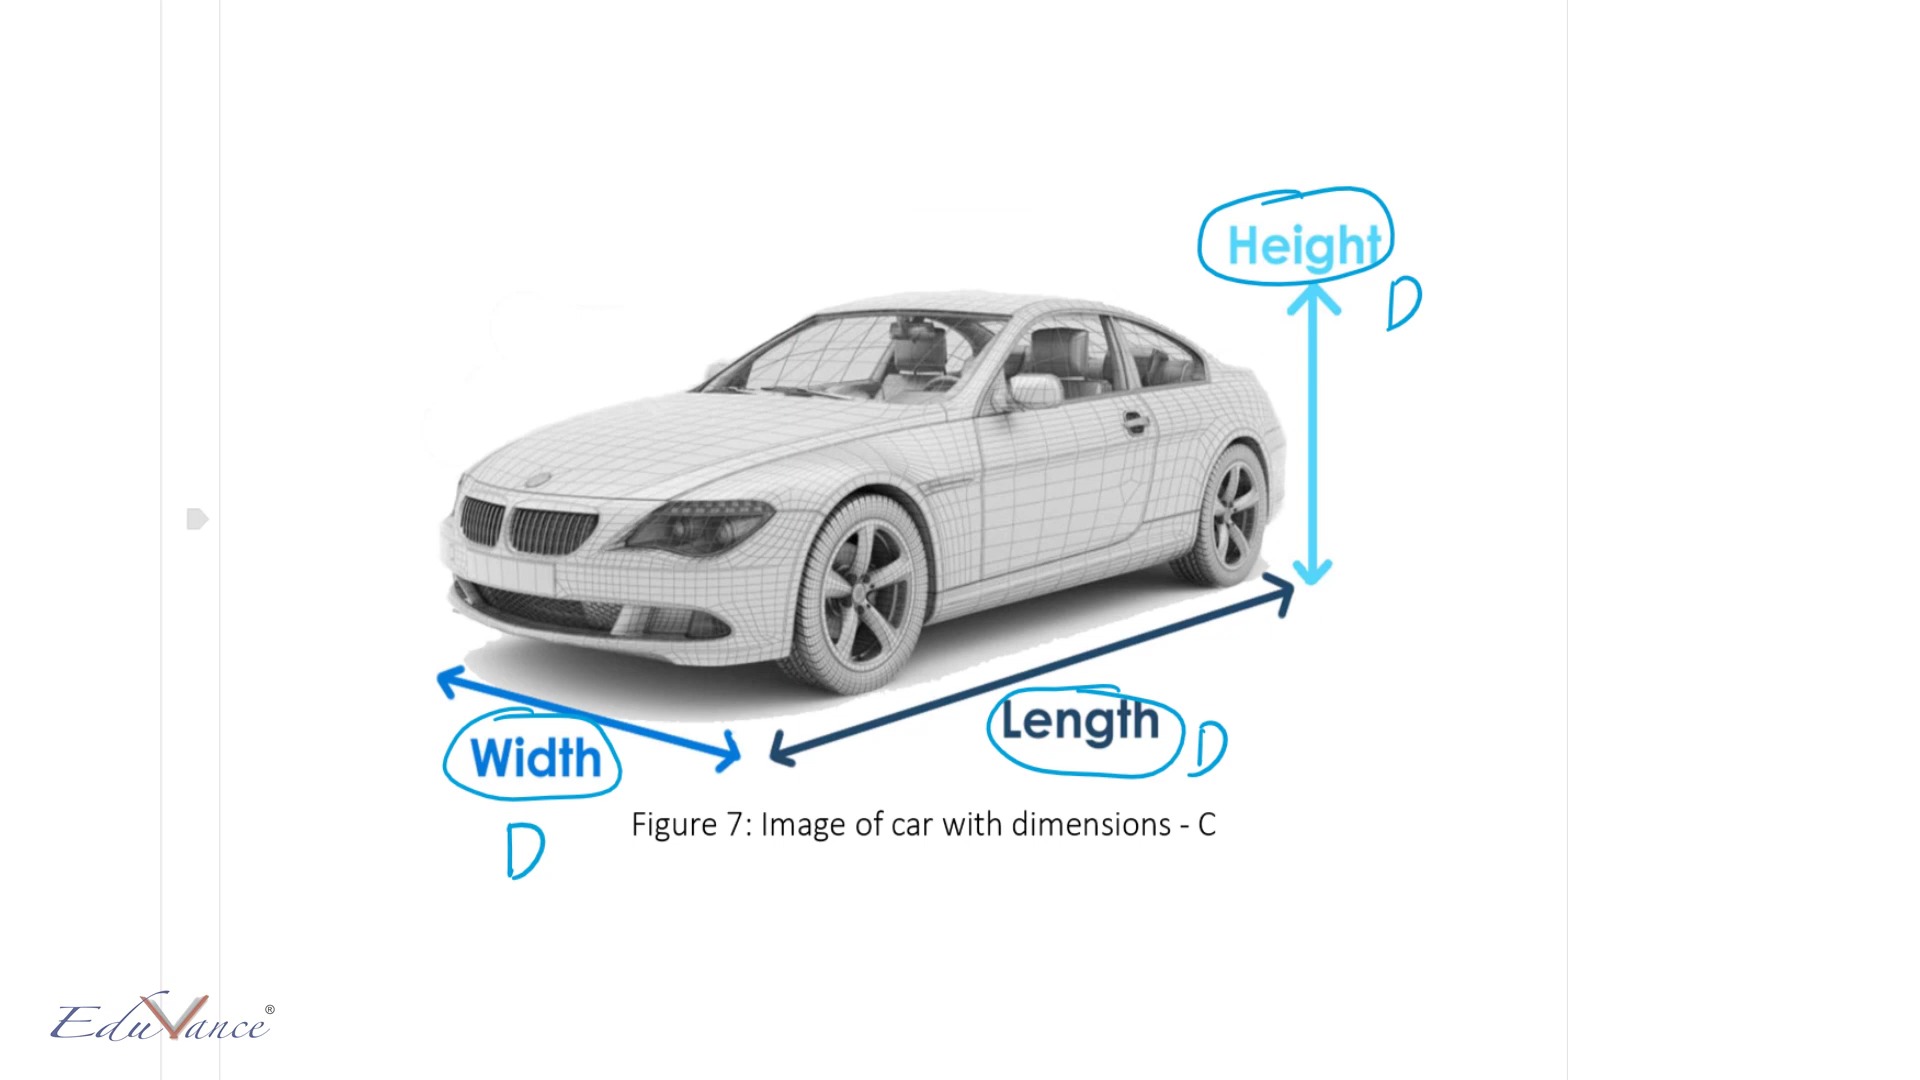 Height
D
Length D
Width
Figure 7: Image of car with dimensions - C
D
EduVance®